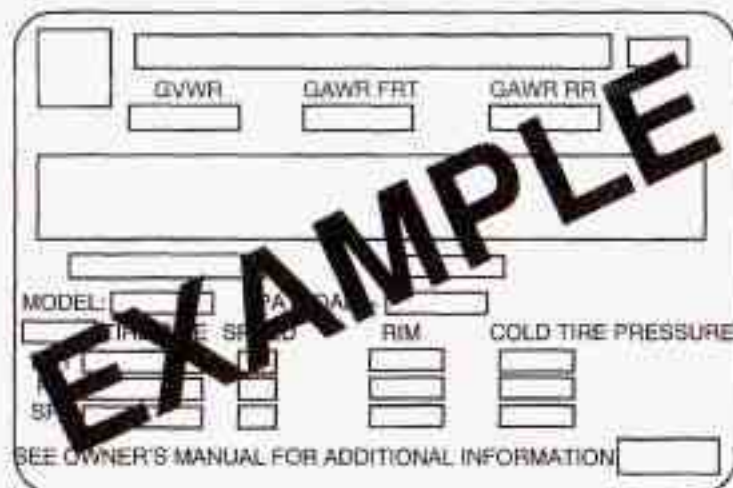 GVWR GAWR FRT GAWR RR
MODEL:
RIM COLD TIRE PRESSURE
SEE OWNER'S MANUAL FOR ADDITIONAL INFORMATION
EXAMPLE